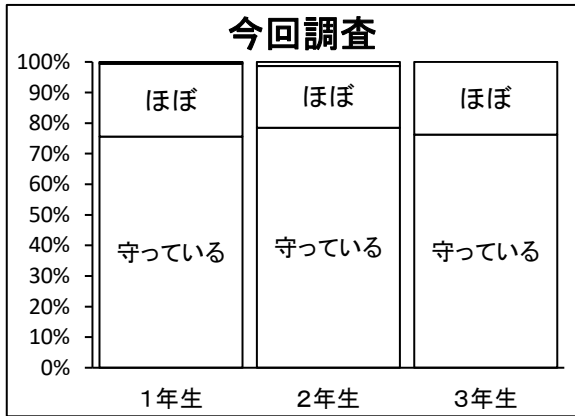 今回調査
100%
90%
80%
70%
60%
50%
40%
30%
20%
10%
0%
ほぼ ほぼ ほぼ
守っている 守っている 守っている
1年生 2年生 3年生